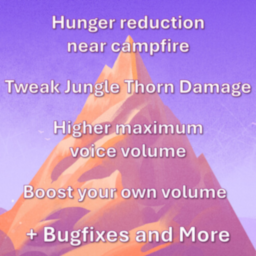 Hunger reduction
near campfire
Tweak Jungle Thorn Damage
Higher maximum
voice volume
Boost your own volume
+ Bugfixes and More